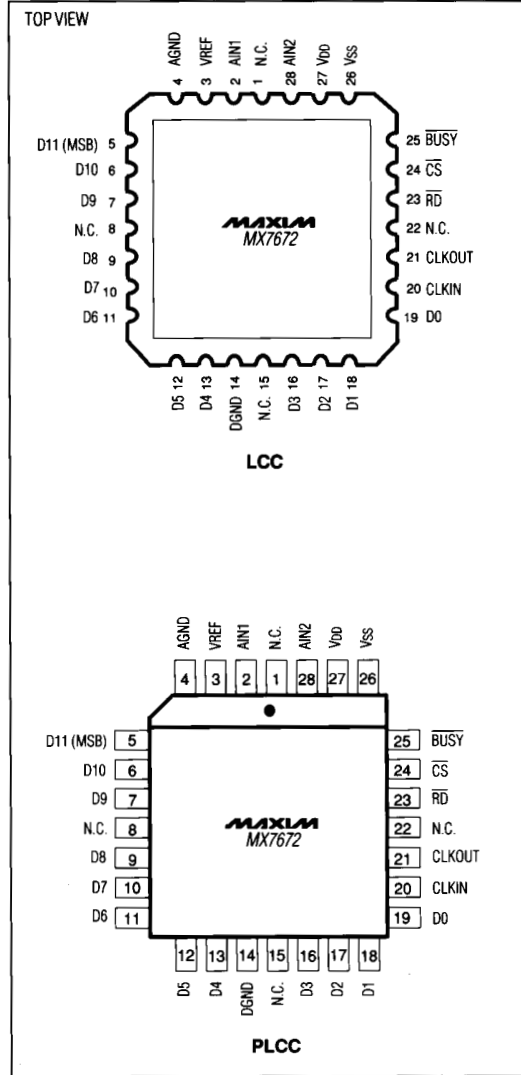 TOP VIEW
AGND VREF AIN1 N.C. AIN2 VDD VSS
4 3 2 1 28 27 26
D11 (MSB) 5 25 BUSY
D10 6 24 CS
D9 7 23 RD
N.C. 8 22 N.C.
D8 9 21 CLKOUT
D7 10 20 CLKIN
D6 11 19 D0
MAXIM
MX7672
12 13 14 15 16 17 18
D5 D4 DGND N.C. D3 D2 D1
LCC
AGND VREF AIN1 N.C. AIN2 VDD VSS
4 3 2 1 28 27 26
D11 (MSB) 5 25 BUSY
D10 6 24 CS
D9 7 23 RD
N.C. 8 22 N.C.
D8 9 21 CLKOUT
D7 10 20 CLKIN
D6 11 19 D0
MAXIM
MX7672
12 13 14 15 16 17 18
D5 D4 DGND N.C. D3 D2 D1
PLCC